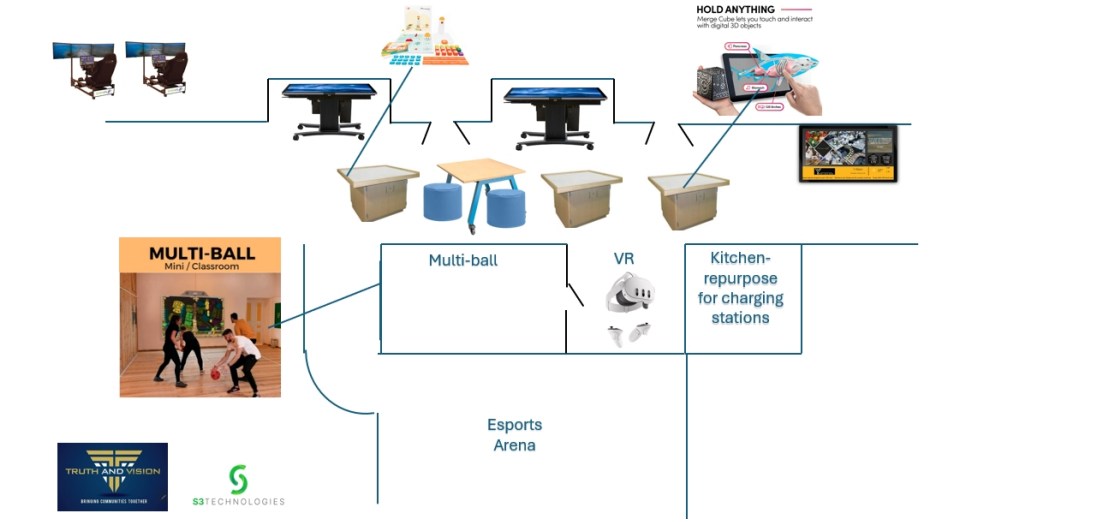 HOLD ANYTHING
Merge Cube lets you touch and interact
with digital 3D objects
MULTI-BALL
Mini / Classroom
Multi-ball
VR
Kitchen-
repurpose
for charging
stations
Esports
Arena
TRUTH AND VISION
BRINGING COMMUNITIES TOGETHER
S3TECHNOLOGIES